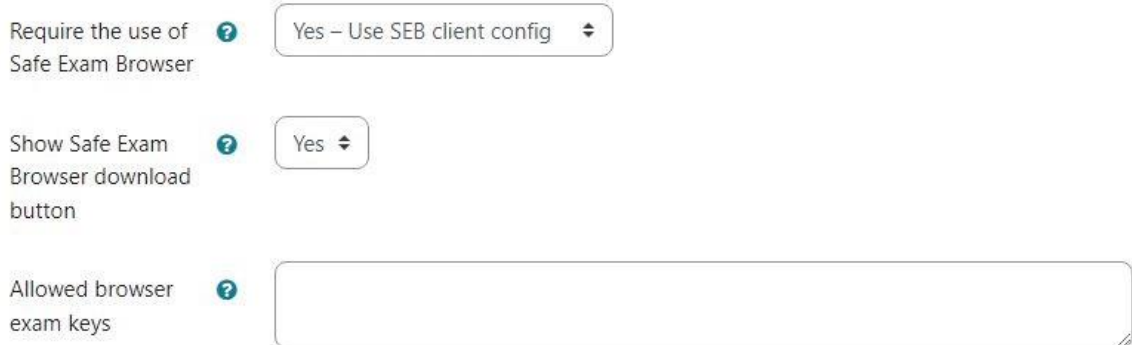 Require the use of
Safe Exam Browser
Yes – Use SEB client config
Show Safe Exam
Browser download
button
Yes
Allowed browser
exam keys